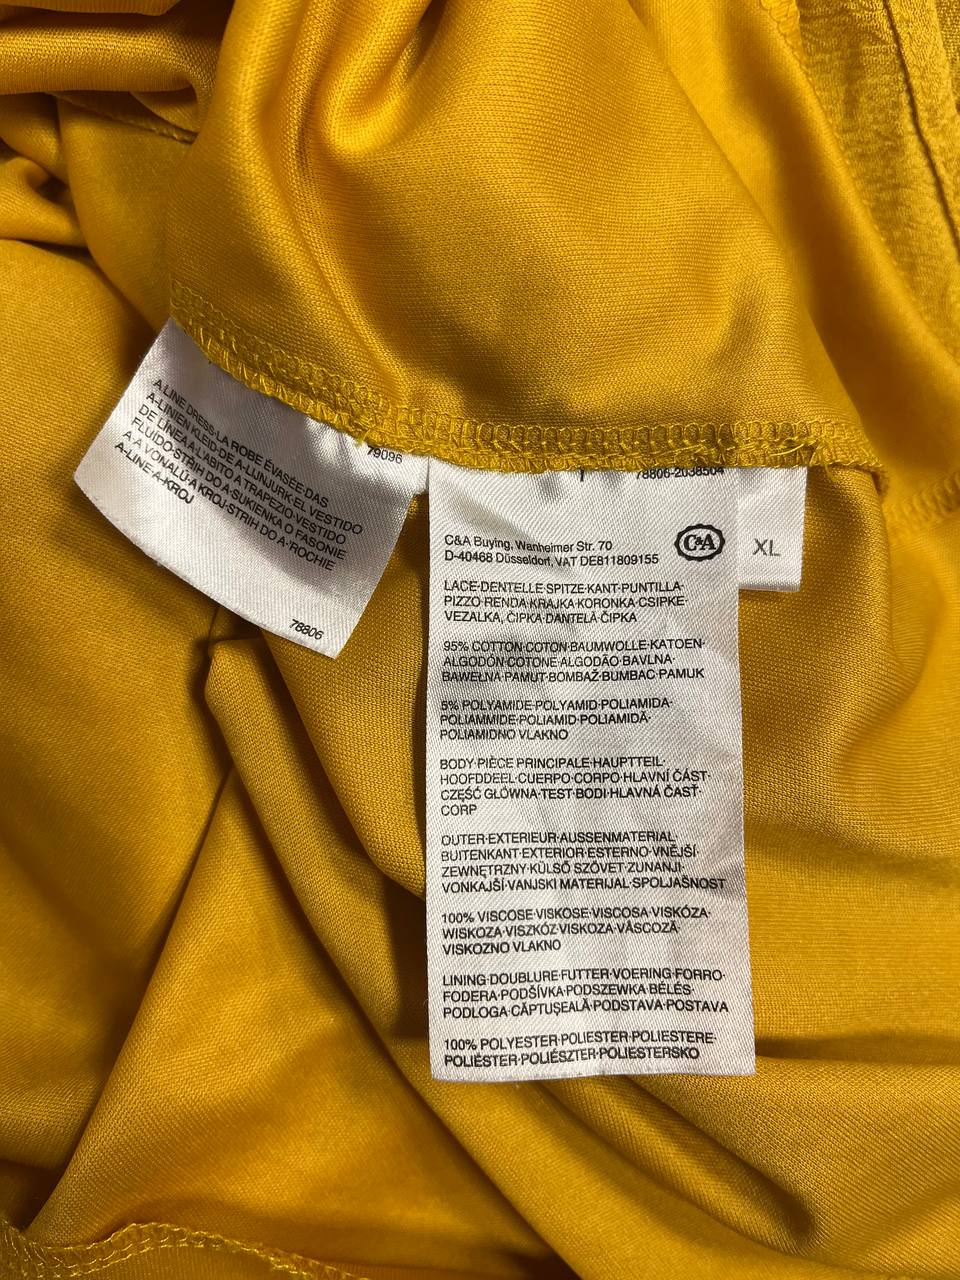 A-LINE DRESS·LA ROBE ÉVASÉE·DAS
A-LINIEN KLEID·DE A-LIJNJURK·EL VESTIDO
DE LÍNEA A·L'ABITO A TRAPEZIO·VESTIDO
FLUIDO·STRIH DO A·SUKIENKA O FASONIE
A·A VONALÚ·A KROJ·STRIH DO A·ROCHIE
A-LINE·A-KROJ
79096
78806
78806-2038504
C&A Buying, Wanheimer Str. 70
D-40468 Düsseldorf, VAT DE811809155
C&A
XL
LACE·DENTELLE·SPITZE·KANT·PUNTILLA·
PIZZO·RENDA·KRAJKA·KORONKA·CSIPKE·
VEZALKA, ČIPKA·DANTELĂ·ČIPKA
95% COTTON·COTON·BAUMWOLLE·KATOEN·
ALGODÓN·COTONE·ALGODÃO·BAVLNA·
BAWEŁNA·PAMUT·BOMBAŽ·BUMBAC·PAMUK
5% POLYAMIDE·POLYAMID·POLIAMIDA·
POLIAMMIDE·POLIAMID·POLIAMIDĂ·
POLIAMIDNO VLAKNO
BODY·PIÈCE PRINCIPALE·HAUPTTEIL·
HOOFDDEEL·CUERPO·CORPO·HLAVNÍ ČÁST·
CZĘŚĆ GŁÓWNA·TEST·BODI·HLAVNÁ ČASŤ·
CORP
OUTER·EXTERIEUR·AUSSENMATERIAL·
BUITENKANT·EXTERIOR·ESTERNO·VNĚJŠÍ·
ZEWNĘTRZNY·KÜLSŐ SZÖVET·ZUNANJI·
VONKAJŠÍ·VANJSKI MATERIJAL·SPOLJAŠNOST
100% VISCOSE·VISKOSE·VISCOSA·VISKÓZA·
WISKOZA·VISZKÓZ·VISKOZA·VÂSCOZĂ·
VISKOZNO VLAKNO
LINING·DOUBLURE·FUTTER·VOERING·FORRO·
FODERA·PODŠÍVKA·PODSZEWKA·BÉLÉS·
PODLOGA·CĂPTUŞEALĂ·PODSTAVA·POSTAVA
100% POLYESTER·POLIESTER·POLIESTERE·
POLIÉSTER·POLIÉSZTER·POLIESTERSKO